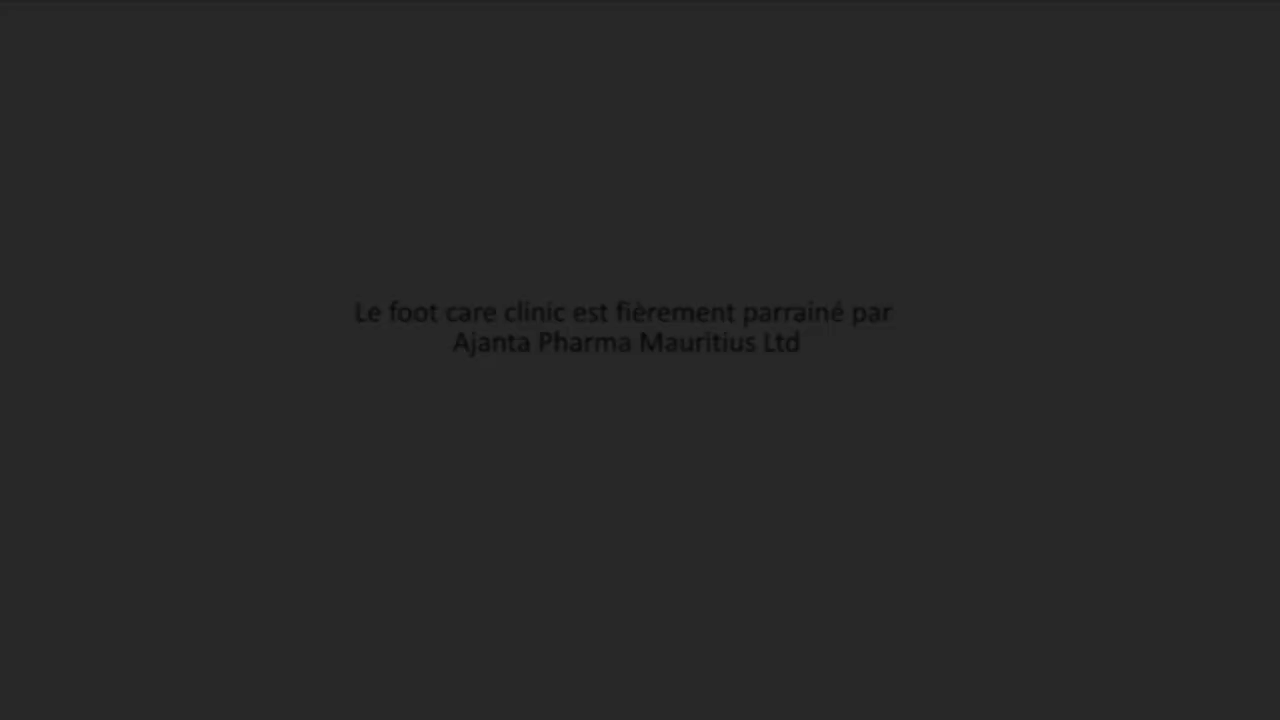 Le foot care clinic est fièrement parrainé par
Ajanta Pharma Mauritius Ltd